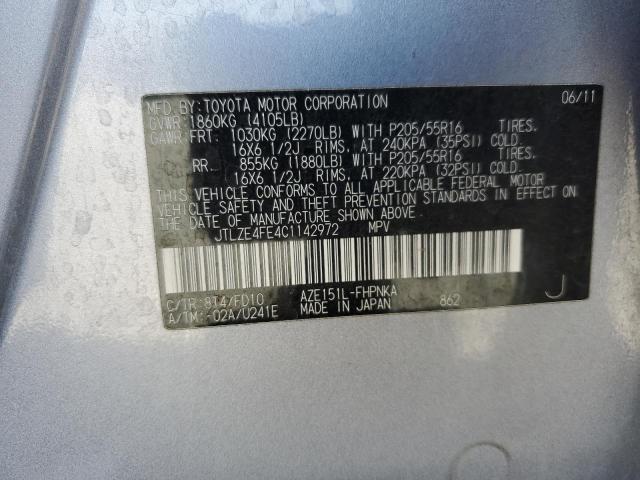 MFD. BY: TOYOTA MOTOR CORPORATION 06/11
GVWR: 1860KG (4105LB)
GAWR: FRT. 1030KG (2270LB) WITH P205/55R16 TIRES.
16X6 1/2J RIMS. AT 240KPA (35PSI) COLD.
RR. 855KG (1880LB) WITH P205/55R16 TIRES.
16X6 1/2J RIMS. AT 220KPA (32PSI) COLD.
THIS VEHICLE CONFORMS TO ALL APPLICABLE FEDERAL MOTOR
VEHICLE SAFETY AND THEFT PREVENTION STANDARDS IN EFFECT ON
THE DATE OF MANUFACTURE SHOWN ABOVE.
JTLZE4FE4C1142972 MPV
C/TR: 8T4/FD10 AZE151L-FHPNKA J
A/TM: -02A/U241E MADE IN JAPAN 862